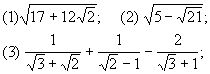 (1)√(17+12√2);  (2)√(5−√21);
(3) 1/(√3+√2) + 1/(√2−1) − 2/(√3+1);